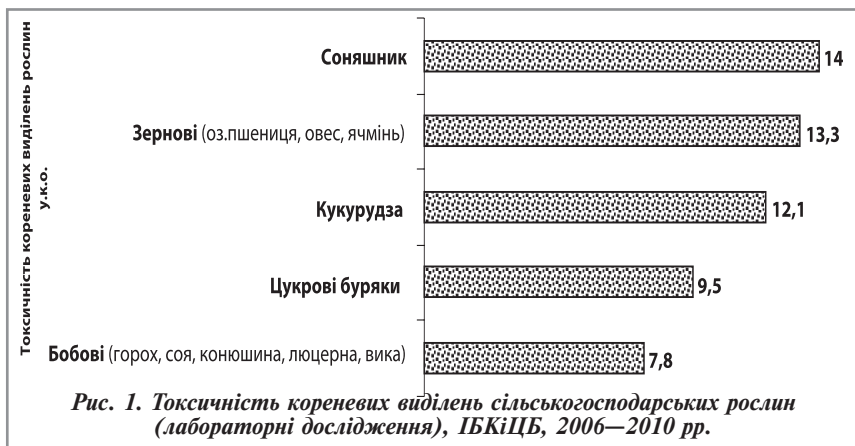 Токсичність кореневих виділень рослин
у.к.о.
Соняшник
14
Зернові (оз.пшениця, овес, ячмінь)
13,3
Кукурудза
12,1
Цукрові буряки
9,5
Бобові (горох, соя, конюшина, люцерна, вика)
7,8
Рис. 1. Токсичність кореневих виділень сільськогосподарських рослин
(лабораторні дослідження), ІБКіЦБ, 2006—2010 рр.